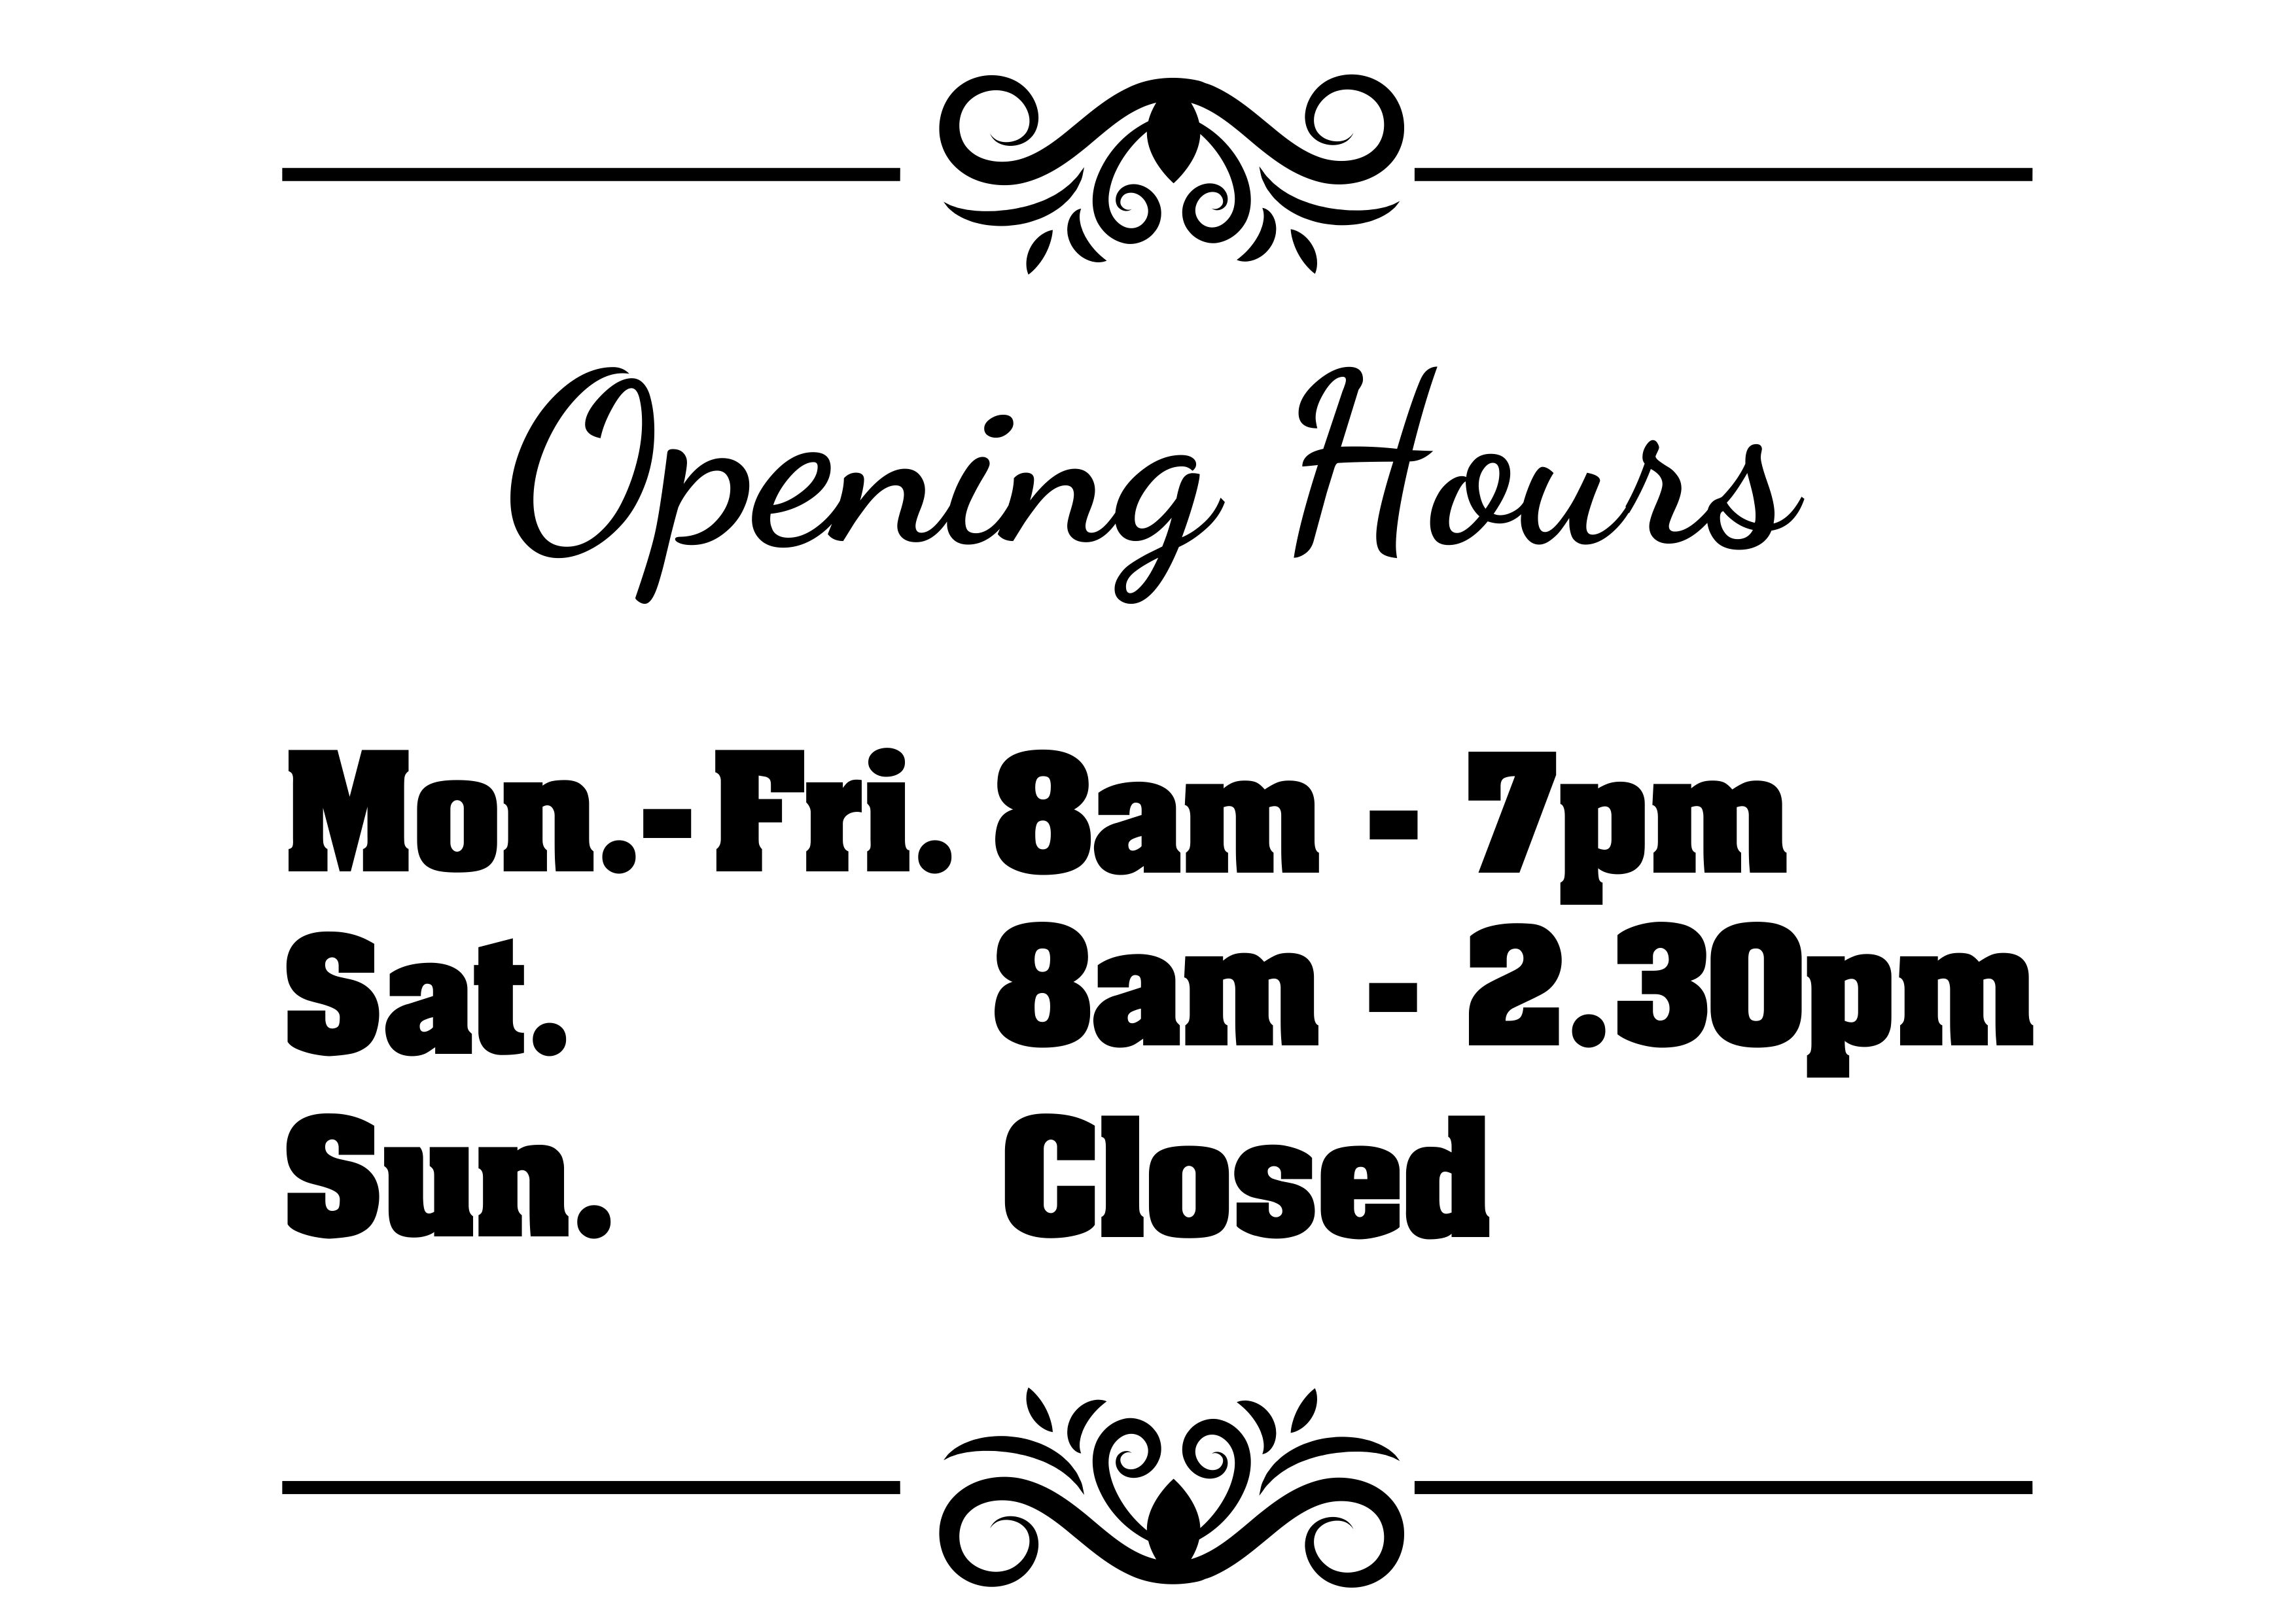 Opening Hours
Mon.-Fri. 8am - 7pm
Sat. 8am - 2.30pm
Sun. Closed